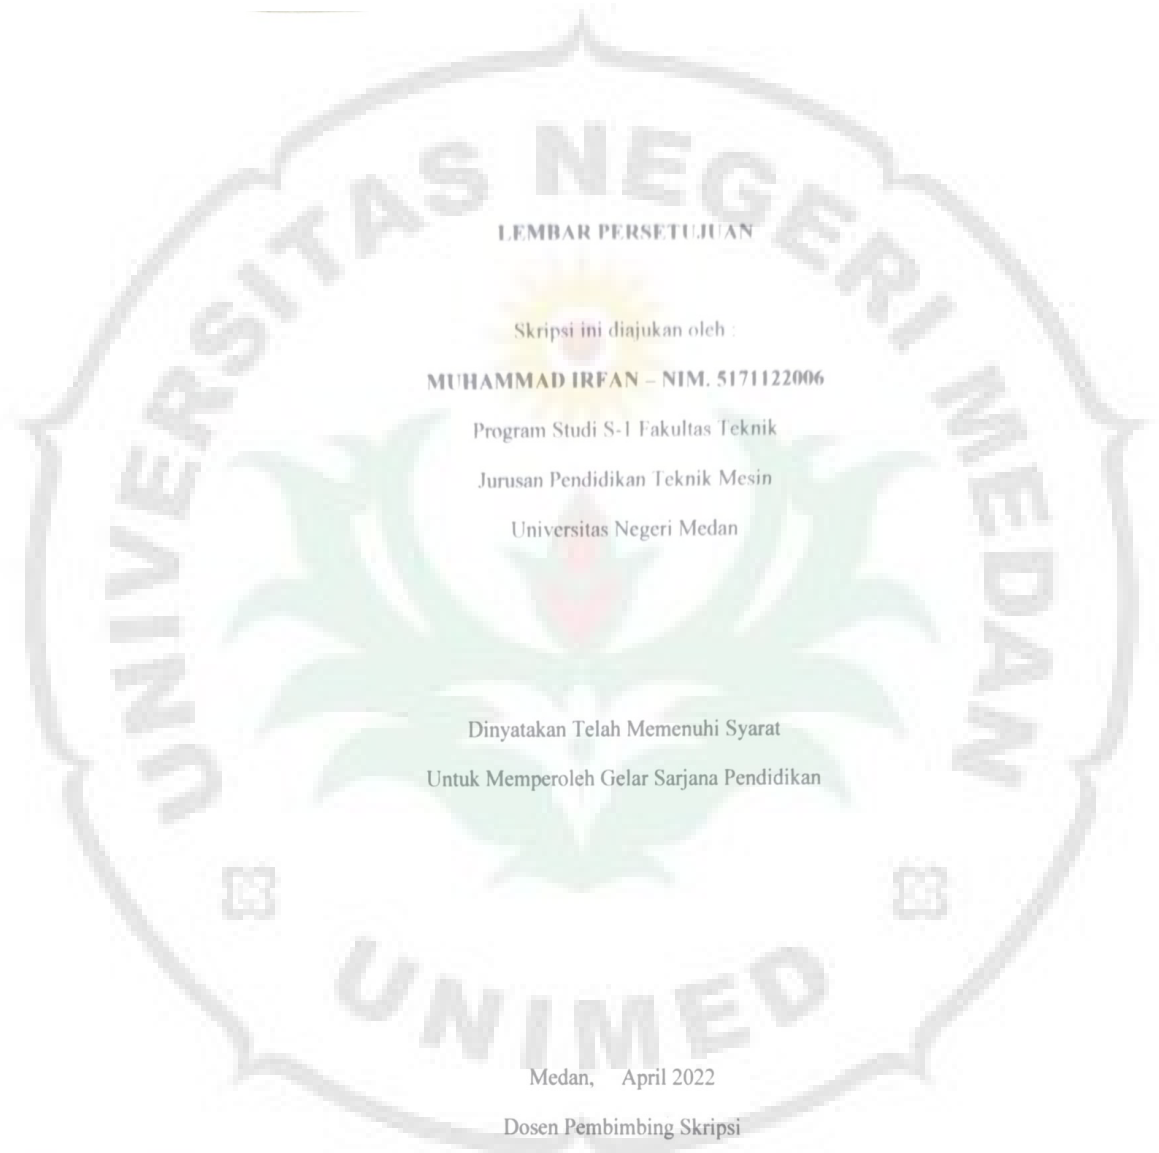 UNIVERSITAS NEGERI MEDAN
LEMBAR PERSETUJUAN
Skripsi ini diajukan oleh :
MUHAMMAD IRFAN – NIM. 5171122006
Program Studi S-1 Fakultas Teknik
Jurusan Pendidikan Teknik Mesin
Universitas Negeri Medan
Dinyatakan Telah Memenuhi Syarat
Untuk Memperoleh Gelar Sarjana Pendidikan
UNIMED
Medan, April 2022
Dosen Pembimbing Skripsi